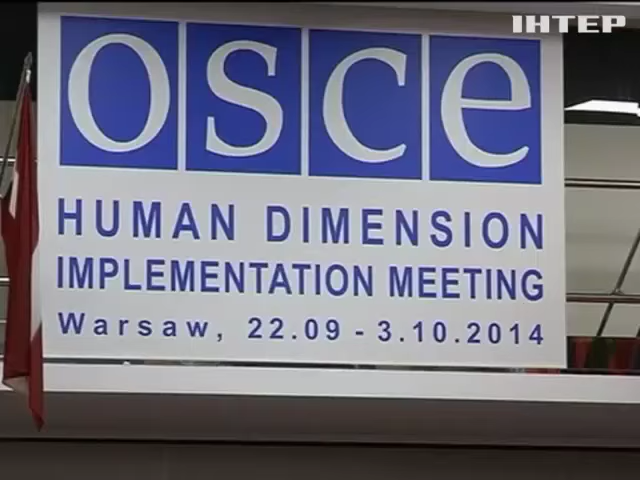 ІНТЕР
OSCE
HUMAN DIMENSION
IMPLEMENTATION MEETING
Warsaw, 22.09 - 3.10.2014